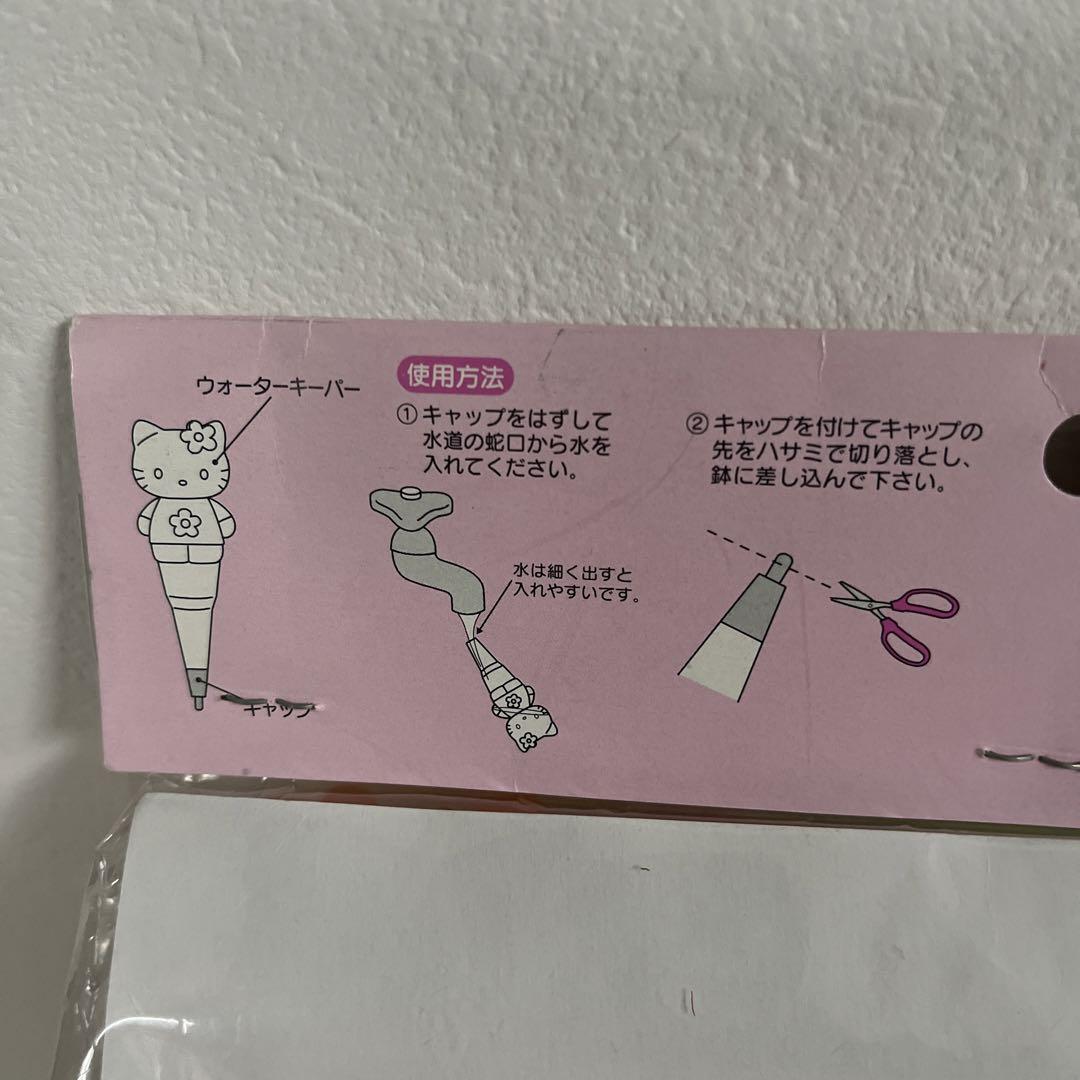 ウォーターキーパー
キャップ
使用方法
① キャップをはずして
水道の蛇口から水を
入れてください。
水は細く出すと
入れやすいです。
② キャップを付けてキャップの
先をハサミで切り落とし、
鉢に差し込んで下さい。